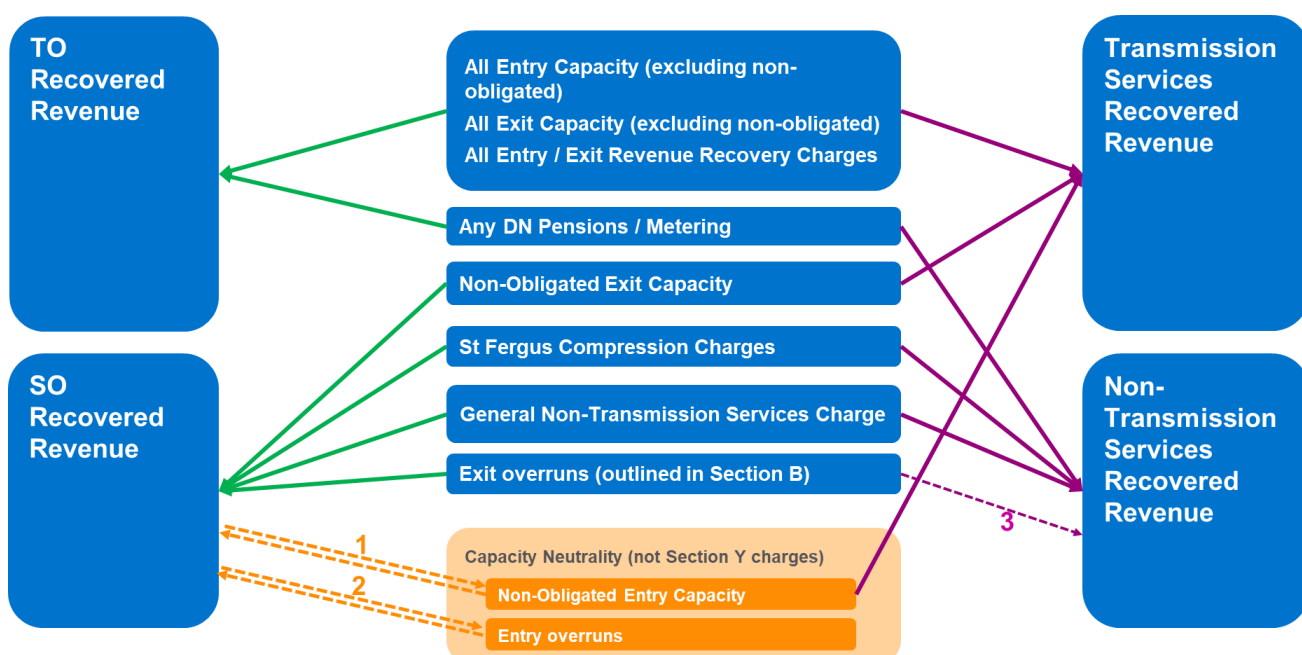 TO
Recovered
Revenue
All Entry Capacity (excluding non-
obligated)
All Exit Capacity (excluding non-obligated)
All Entry / Exit Revenue Recovery Charges
Transmission
Services
Recovered
Revenue
Any DN Pensions / Metering
Non-Obligated Exit Capacity
St Fergus Compression Charges
SO
Recovered
Revenue
General Non-Transmission Services Charge
Exit overruns (outlined in Section B)
Non-
Transmission
Services
Recovered
Revenue
3
1
2
Capacity Neutrality (not Section Y charges)
Non-Obligated Entry Capacity
Entry overruns